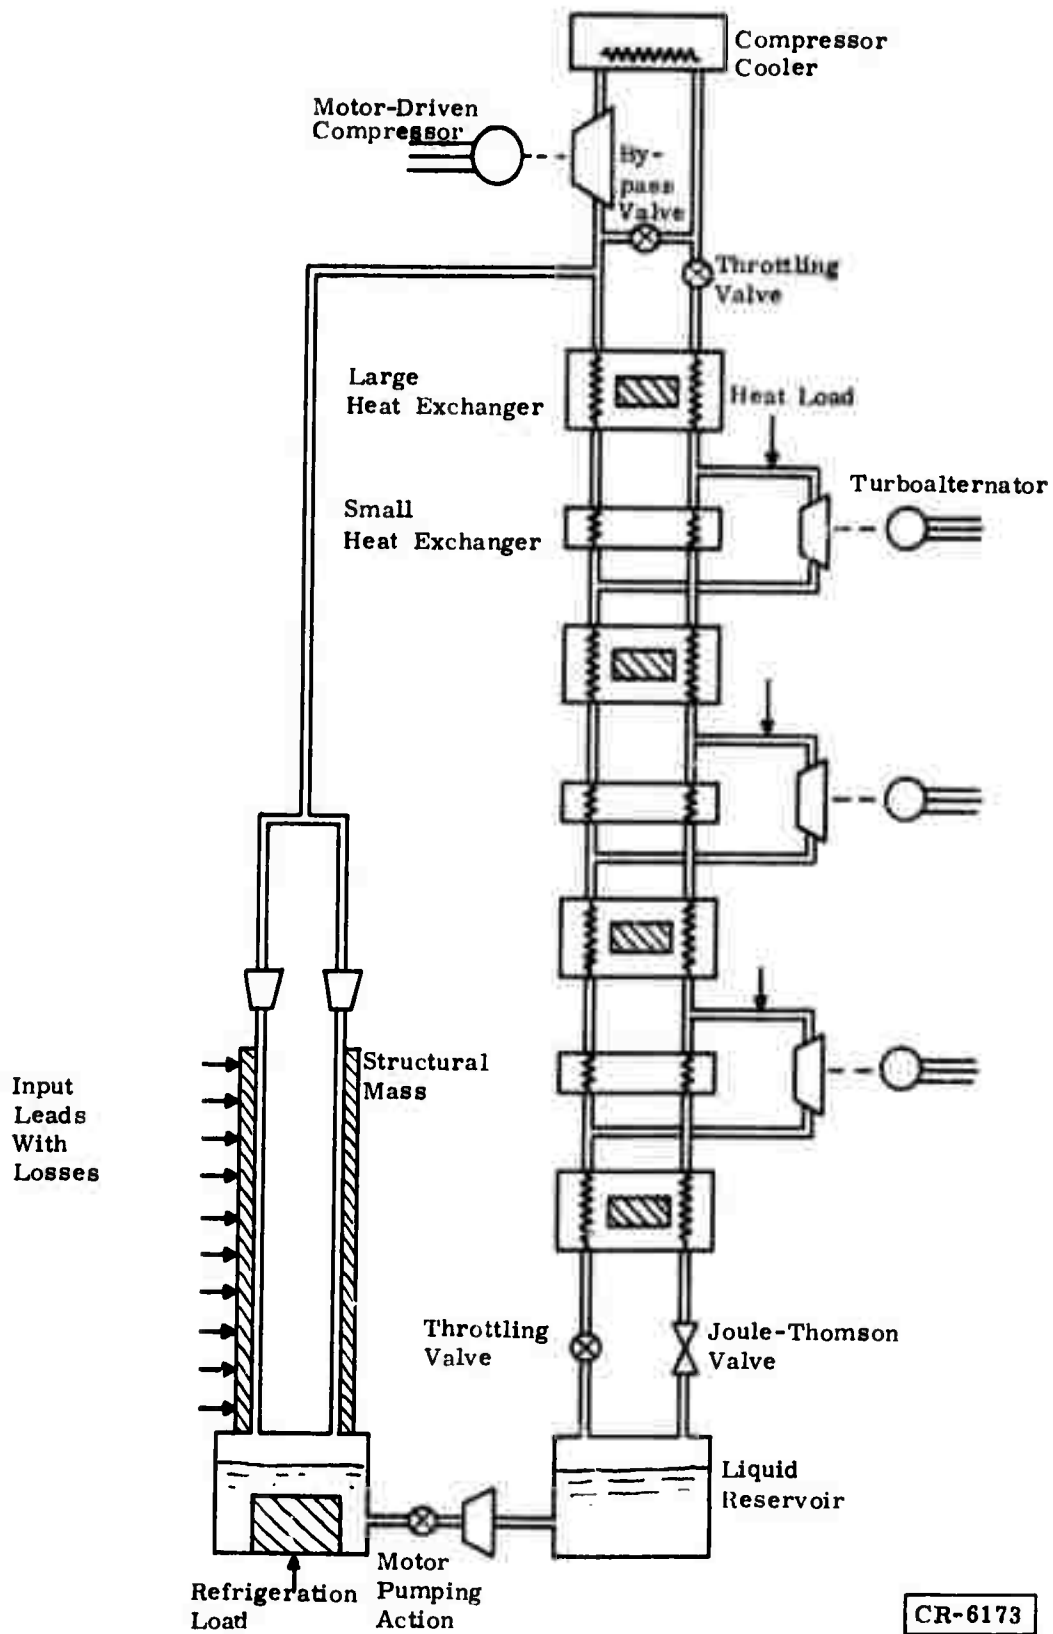 Compressor
Cooler
Motor-Driven
Compressor
By-
pass
Valve
Throttling
Valve
Large
Heat Exchanger
Heat Load
Turboalternator
Small
Heat Exchanger
Structural
Mass
Input
Leads
With
Losses
Throttling
Valve
Joule-Thomson
Valve
Liquid
Reservoir
Motor
Pumping
Action
Refrigeration
Load
CR-6173